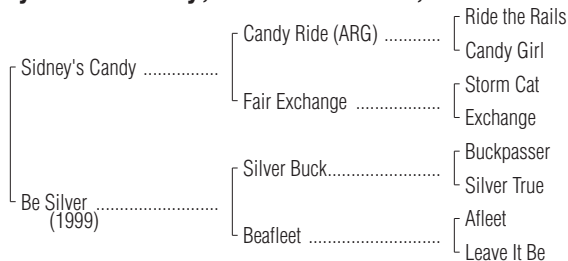 Ride the Rails
Candy Ride (ARG) ............
Candy Girl
Sidney's Candy ................
Storm Cat
Fair Exchange ..................
Exchange
Buckpasser
Silver Buck........................
Silver True
Be Silver ..........................
(1999)
Afleet
Beafleet ............................
Leave It Be